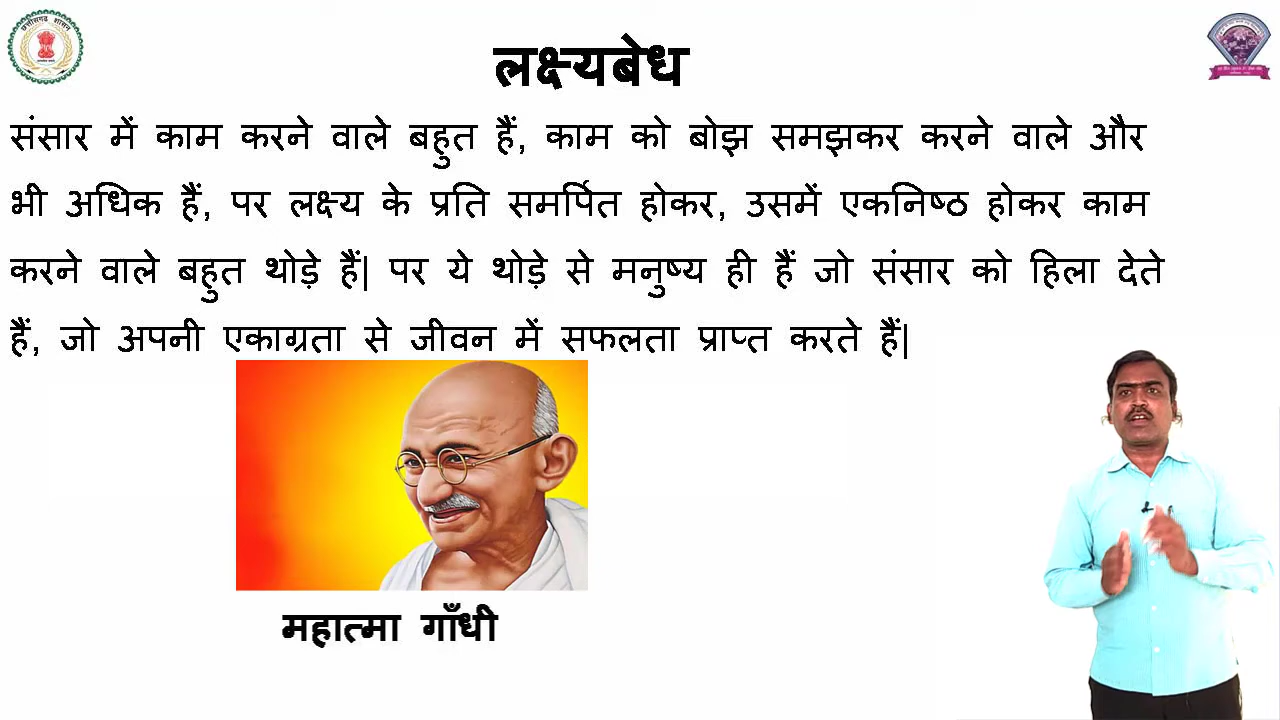 लक्ष्यबेध
संसार में काम करने वाले बहुत हैं, काम को बोझ समझकर करने वाले और
भी अधिक हैं, पर लक्ष्य के प्रति समर्पित होकर, उसमें एकनिष्ठ होकर काम
करने वाले बहुत थोड़े हैं| पर ये थोड़े से मनुष्य ही हैं जो संसार को हिला देते
हैं, जो अपनी एकाग्रता से जीवन में सफलता प्राप्त करते हैं|
महात्मा गाँधी